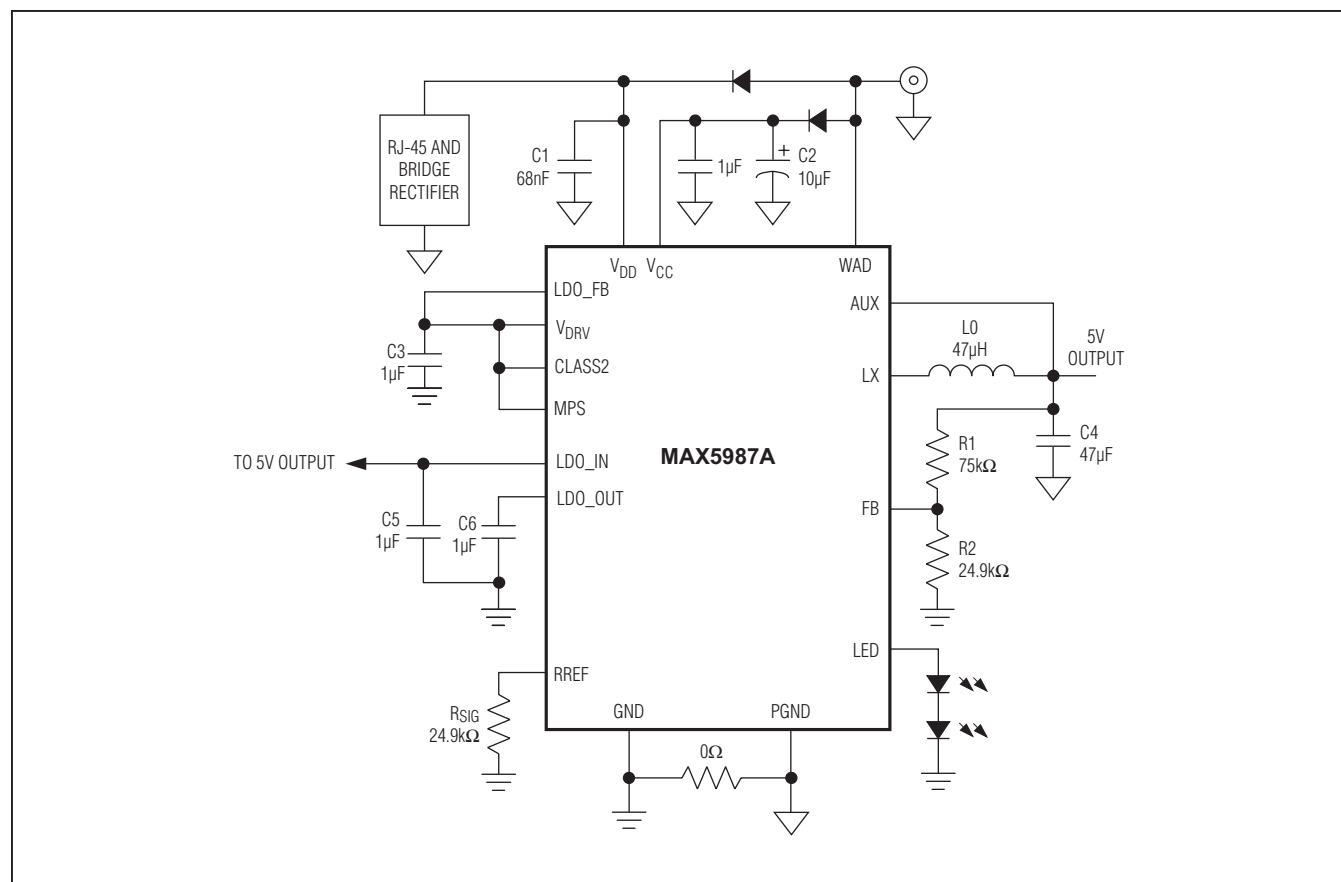 RJ-45 AND
BRIDGE
RECTIFIER
C1
68nF
1µF
+
C2
10µF
VDD
VCC
WAD
LDO_FB
VDRV
CLASS2
MPS
C3
1µF
AUX
L0
47µH
5V
OUTPUT
LX
C4
47µF
R1
75kΩ
MAX5987A
TO 5V OUTPUT
LDO_IN
LDO_OUT
C5
1µF
C6
1µF
FB
R2
24.9kΩ
LED
RREF
RSIG
24.9kΩ
GND
PGND
0Ω